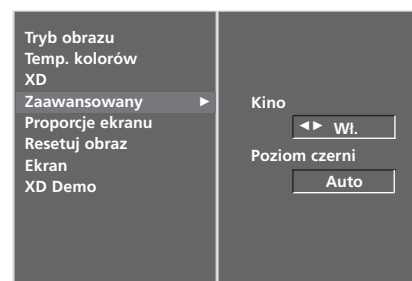 Tryb obrazu
Temp. kolorów
XD
Zaawansowany ►
Proporcje ekranu
Resetuj obraz
Ekran
XD Demo
Kino
◄► Wł.
Poziom czerni
Auto